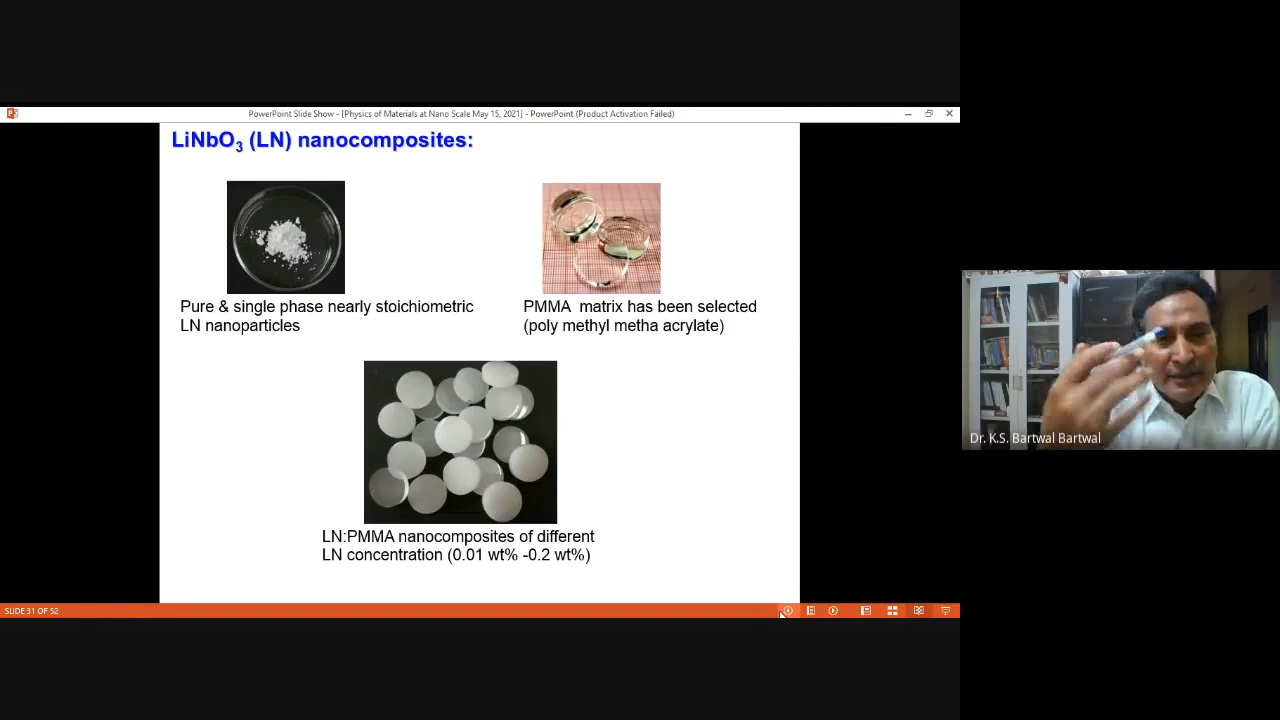 PowerPoint Slide Show - [Physics of Materials at Nano Scale May 15, 2021] - PowerPoint (Product Activation Failed)
LiNbO3 (LN) nanocomposites:
Pure & single phase nearly stoichiometric
LN nanoparticles
PMMA matrix has been selected
(poly methyl metha acrylate)
LN:PMMA nanocomposites of different
LN concentration (0.01 wt% -0.2 wt%)
Dr. K.S. Bartwal Bartwal
SLIDE 31 OF 52